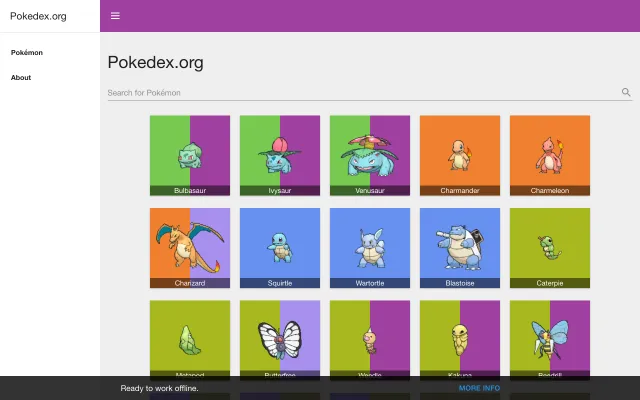 Pokedex.org
Pokémon
About
Pokedex.org
Search for Pokémon
Bulbasaur
Ivysaur
Venusaur
Charmander
Charmeleon
Charizard
Squirtle
Wartortle
Blastoise
Caterpie
Metapod
Butterfree
Weedle
Kakuna
Beedrill
Ready to work offline.
MORE INFO